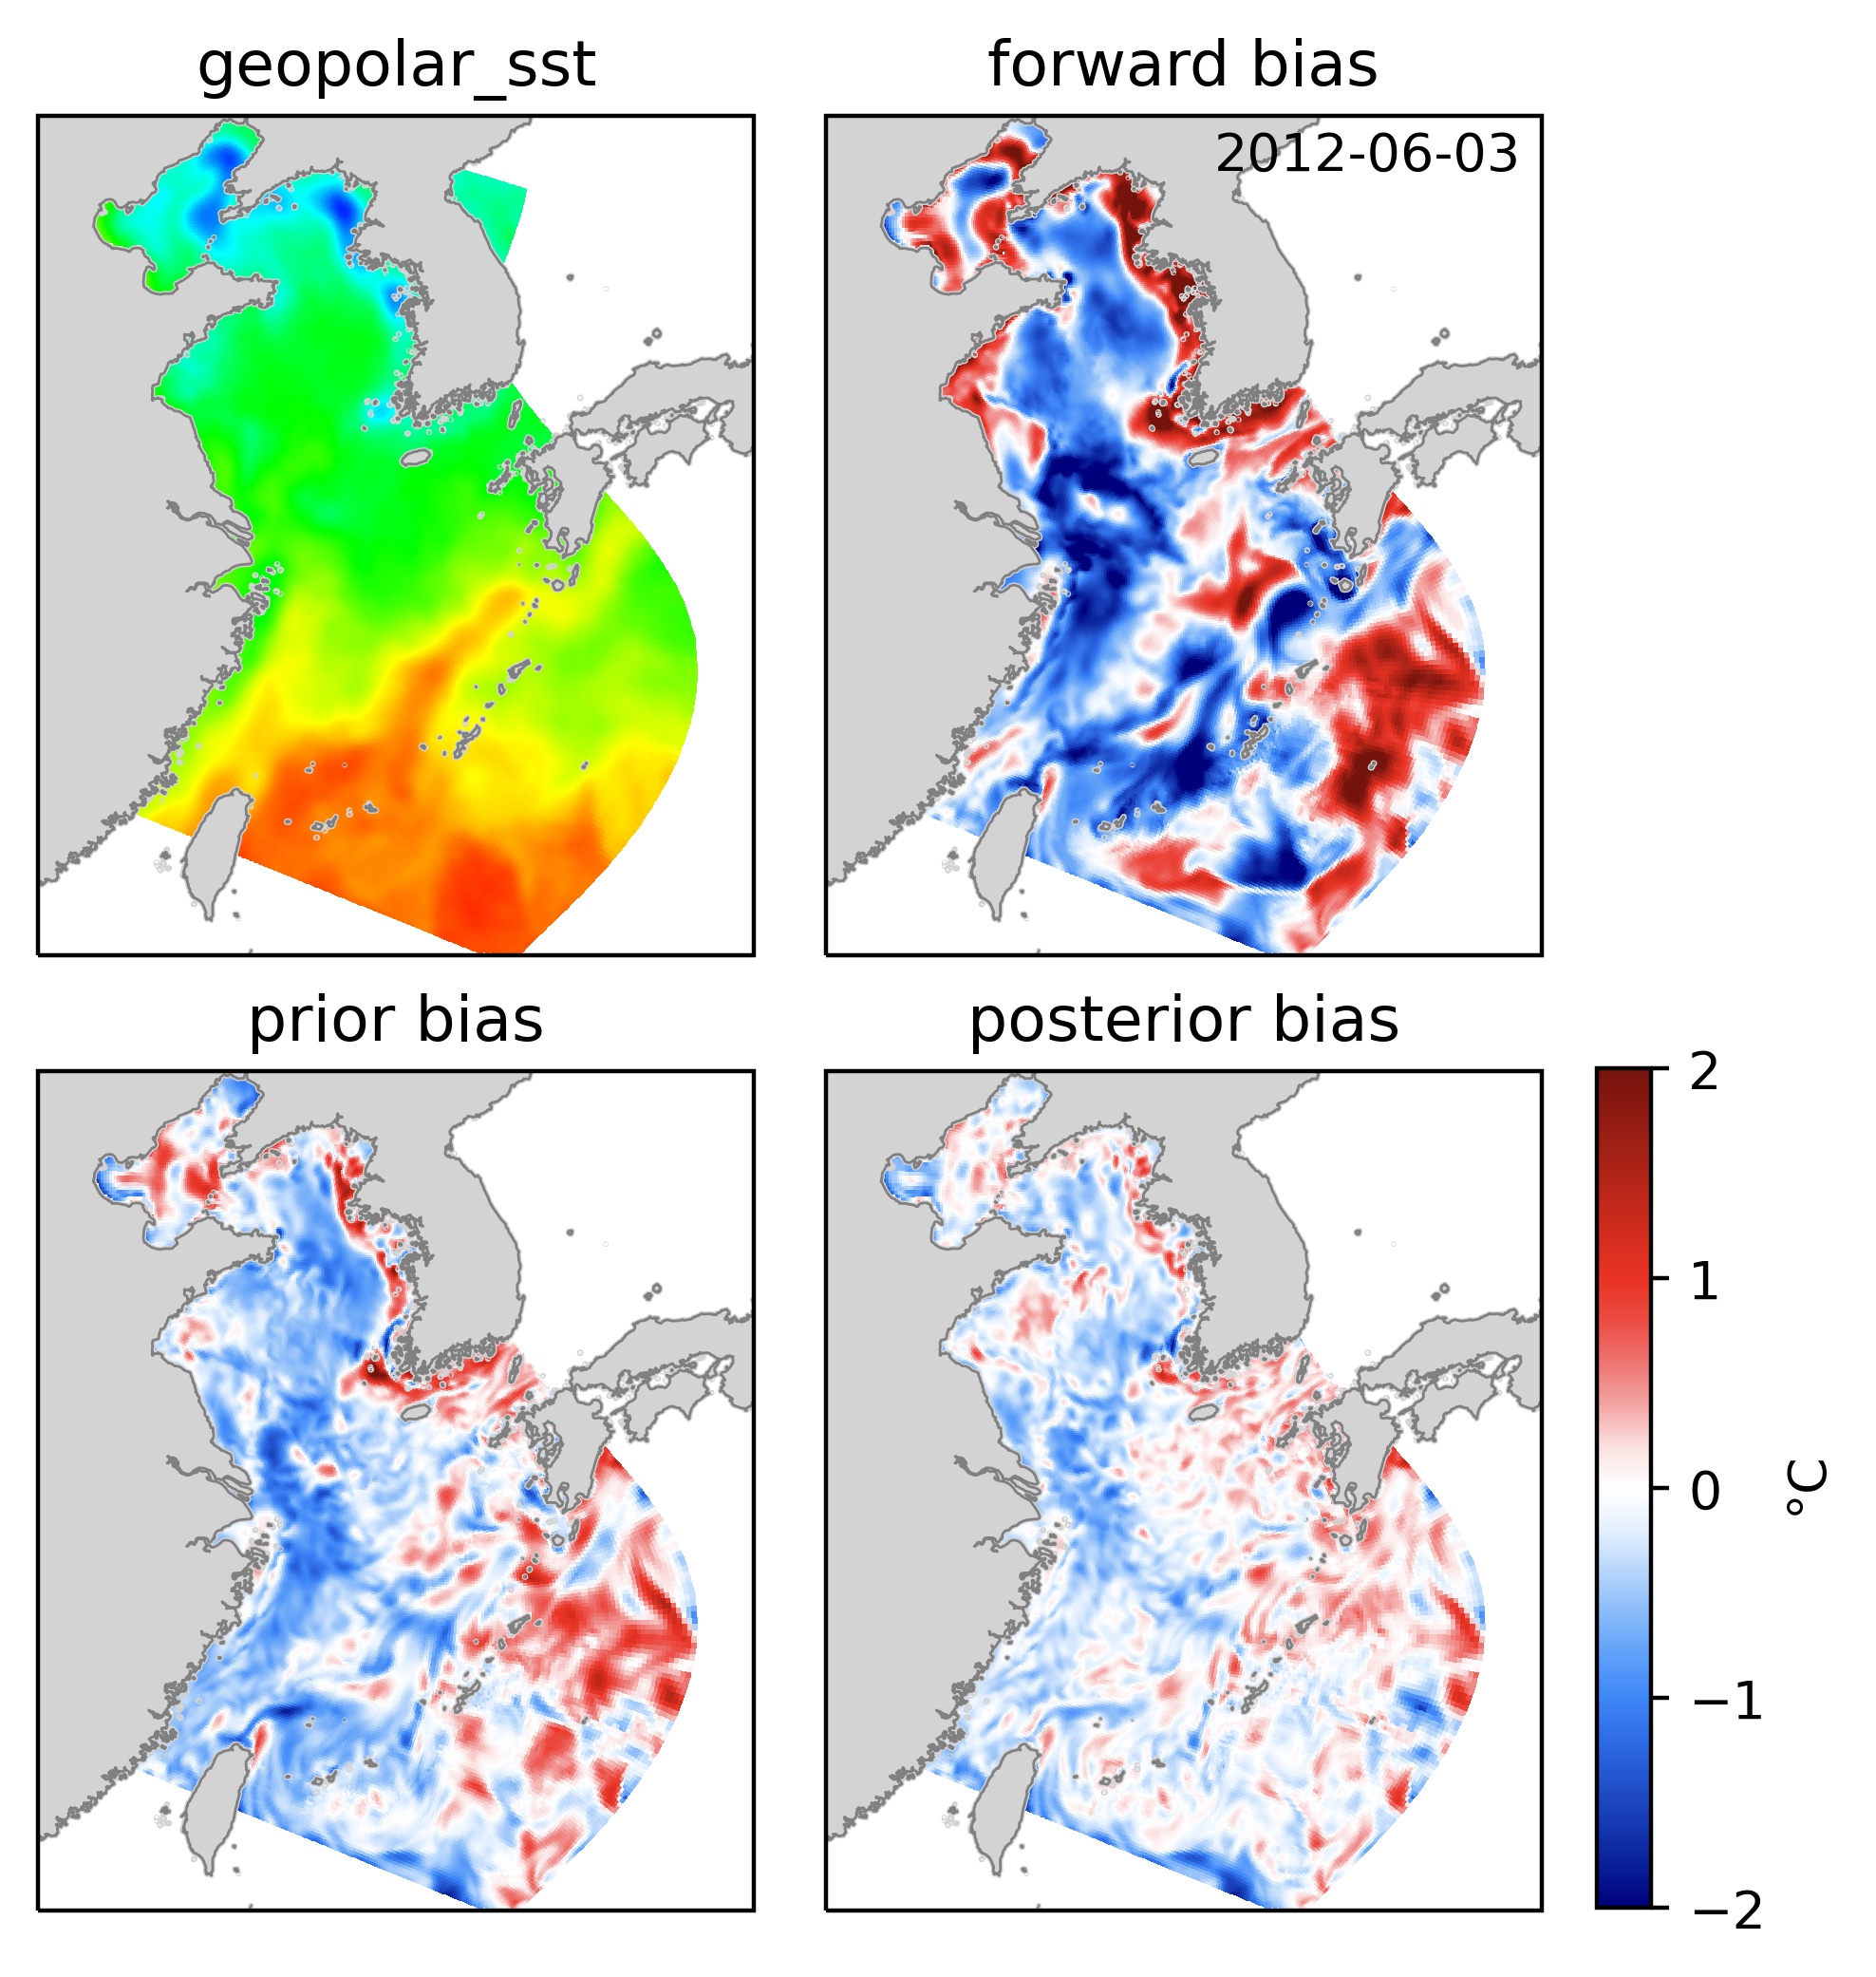 geopolar_sst
forward bias
2012-06-03
prior bias
posterior bias
2
1
0
−1
−2
°C